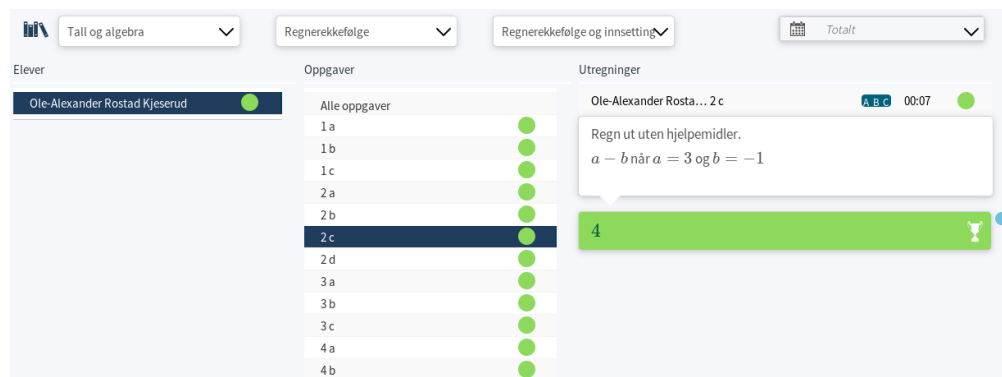 Tall og algebra
Regnerekkefølge
Regnerekkefølge og innsetting
Totalt
Elever
Ole-Alexander Rostad Kjeserud
Oppgaver
Alle oppgaver
1 a
1 b
1 c
2 a
2 b
2 c
2 d
3 a
3 b
3 c
4 a
4 b
Utregninger
Ole-Alexander Rosta... 2 c
A B C
00:07
Regn ut uten hjelpemidler.
a − b når a = 3 og b = −1
4